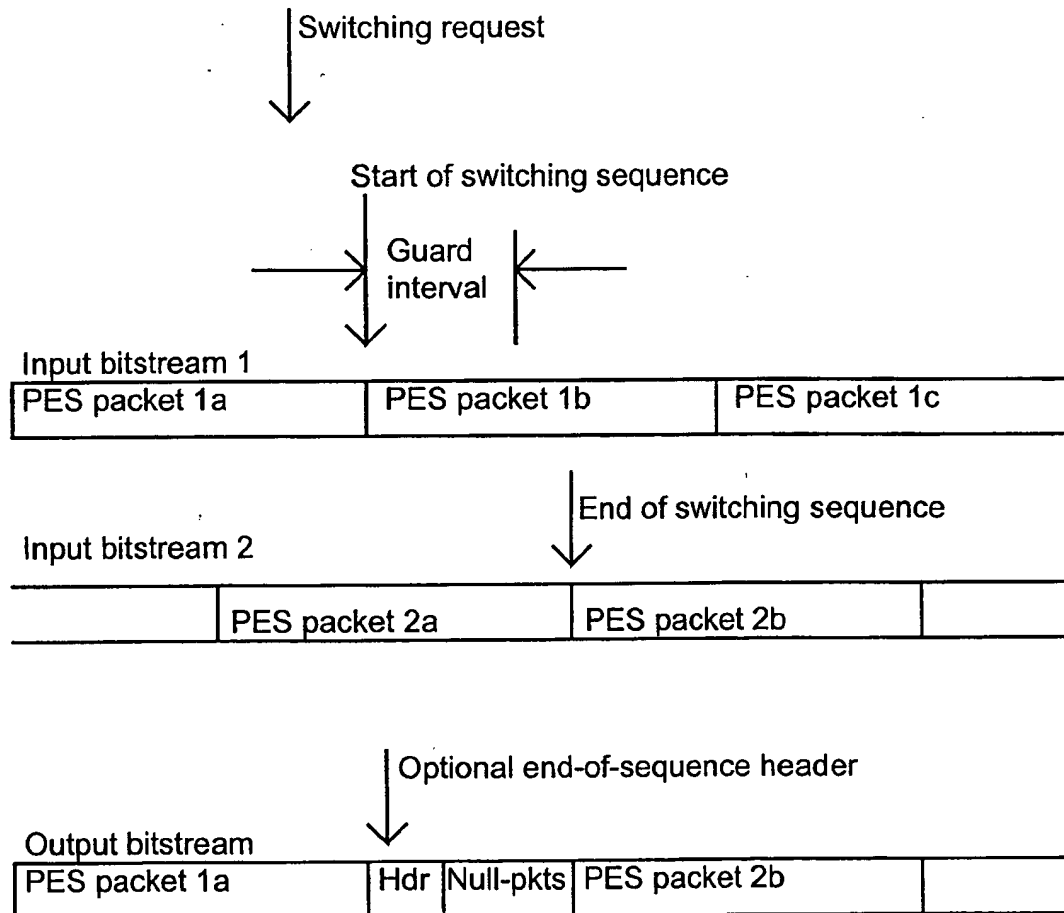 Switching request
Start of switching sequence
Guard
interval
Input bitstream 1
PES packet 1a
PES packet 1b
PES packet 1c
End of switching sequence
Input bitstream 2
PES packet 2a
PES packet 2b
Optional end-of-sequence header
Output bitstream
PES packet 1a
Hdr
Null-pkts
PES packet 2b